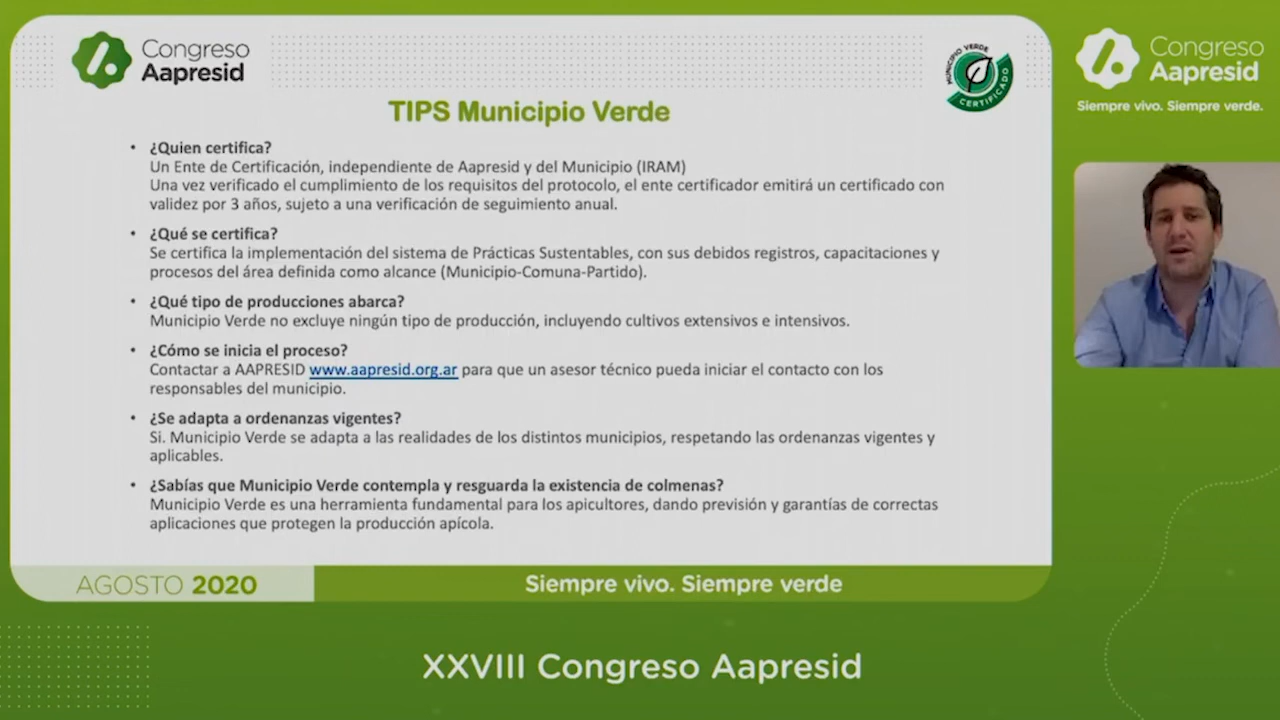 Congreso
Aapresid
MUNICIPIO VERDE
CERTIFICADO
Congreso
Aapresid
Siempre vivo. Siempre verde.
TIPS Municipio Verde
• ¿Quien certifica?
Un Ente de Certificación, independiente de Aapresid y del Municipio (IRAM)
Una vez verificado el cumplimiento de los requisitos del protocolo, el ente certificador emitirá un certificado con
validez por 3 años, sujeto a una verificación de seguimiento anual.
• ¿Qué se certifica?
Se certifica la implementación del sistema de Prácticas Sustentables, con sus debidos registros, capacitaciones y
procesos del área definida como alcance (Municipio-Comuna-Partido).
• ¿Qué tipo de producciones abarca?
Municipio Verde no excluye ningún tipo de producción, incluyendo cultivos extensivos e intensivos.
• ¿Cómo se inicia el proceso?
Contactar a AAPRESID www.aapresid.org.ar para que un asesor técnico pueda iniciar el contacto con los
responsables del municipio.
• ¿Se adapta a ordenanzas vigentes?
Si. Municipio Verde se adapta a las realidades de los distintos municipios, respetando las ordenanzas vigentes y
aplicables.
• ¿Sabías que Municipio Verde contempla y resguarda la existencia de colmenas?
Municipio Verde es una herramienta fundamental para los apicultores, dando previsión y garantías de correctas
aplicaciones que protegen la producción apícola.
AGOSTO 2020
Siempre vivo. Siempre verde
XXVIII Congreso Aapresid